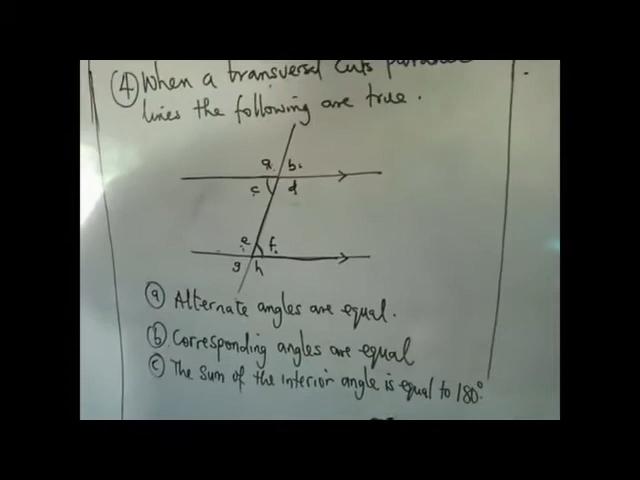 ④ When a transversal cuts parallel
lines the following are true.
a b
c d
e f
g h
ⓐ Alternate angles are equal.
ⓑ Corresponding angles are equal
ⓒ The sum of the interior angle is equal to 180°.